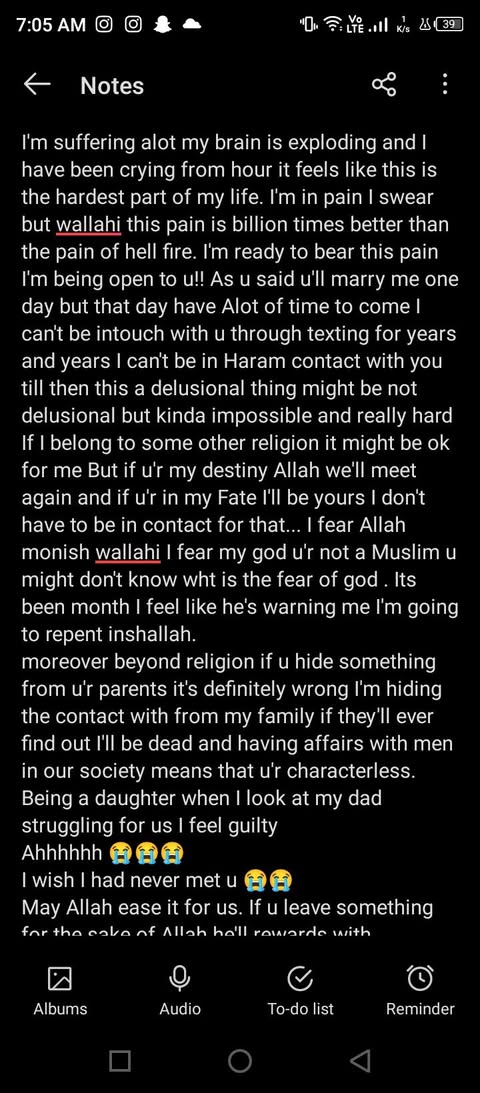 7:05 AM
Vo LTE 1 K/s 39
Notes
I'm suffering alot my brain is exploding and I
have been crying from hour it feels like this is
the hardest part of my life. I'm in pain I swear
but wallahi this pain is billion times better than
the pain of hell fire. I'm ready to bear this pain
I'm being open to u!! As u said u'll marry me one
day but that day have Alot of time to come I
can't be intouch with u through texting for years
and years I can't be in Haram contact with you
till then this a delusional thing might be not
delusional but kinda impossible and really hard
If I belong to some other religion it might be ok
for me But if u'r my destiny Allah we'll meet
again and if u'r in my Fate I'll be yours I don't
have to be in contact for that... I fear Allah
monish wallahi I fear my god u'r not a Muslim u
might don't know wht is the fear of god . Its
been month I feel like he's warning me I'm going
to repent inshallah.
moreover beyond religion if u hide something
from u'r parents it's definitely wrong I'm hiding
the contact with from my family if they'll ever
find out I'll be dead and having affairs with men
in our society means that u'r characterless.
Being a daughter when I look at my dad
struggling for us I feel guilty
Ahhhhhh 😭😭😭
I wish I had never met u 😭😭
May Allah ease it for us. If u leave something
for the sake of Allah he'll rewards with
Albums
Audio
To-do list
Reminder